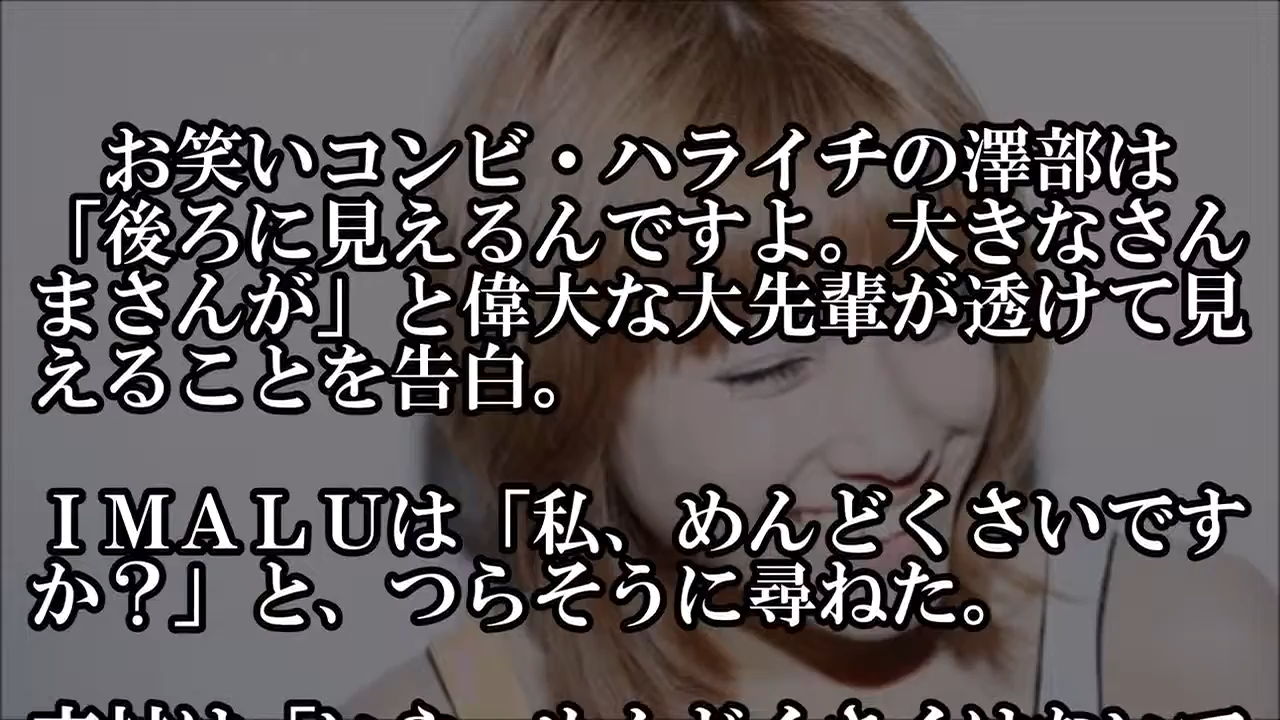 お笑いコンビ・ハライチの澤部は
「後ろに見えるんですよ。大きなさん
まさんが」と偉大な大先輩が透けて見
えることを告白。
ＩＭＡＬＵは「私、めんどくさいです
か？」と、つらそうに尋ねた。